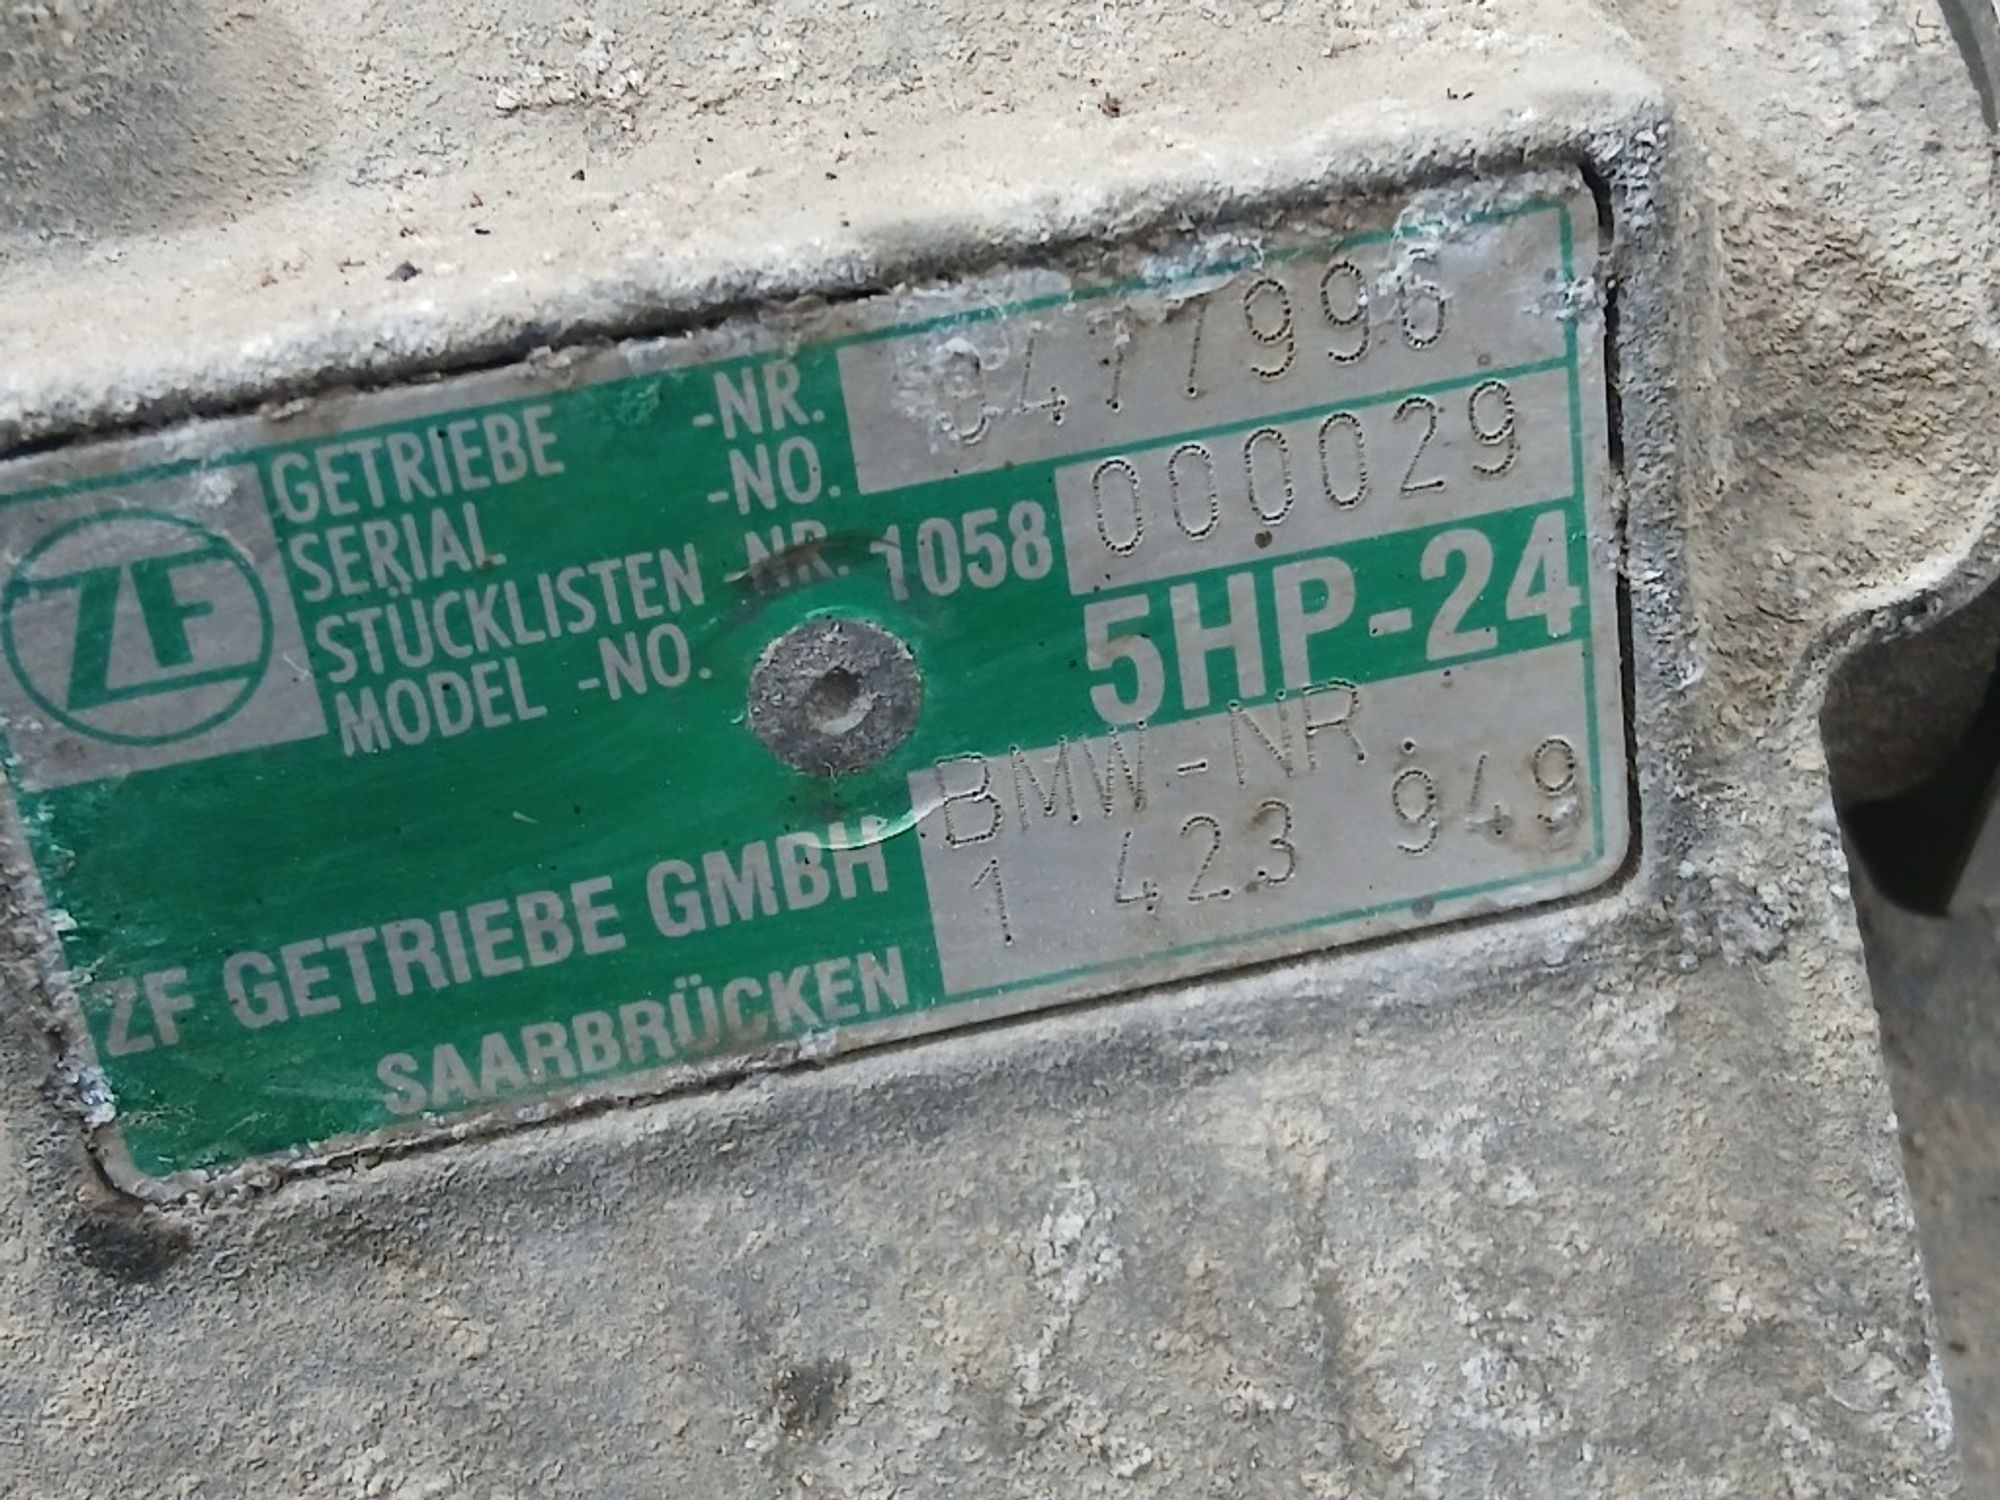 ZF
GETRIEBE -NR. 0477996
SERIAL -NO.
STÜCKLISTEN -NR. 1058 000029
MODEL -NO. 5HP-24
BMW-NR.
ZF GETRIEBE GMBH 1 423 949
SAARBRÜCKEN